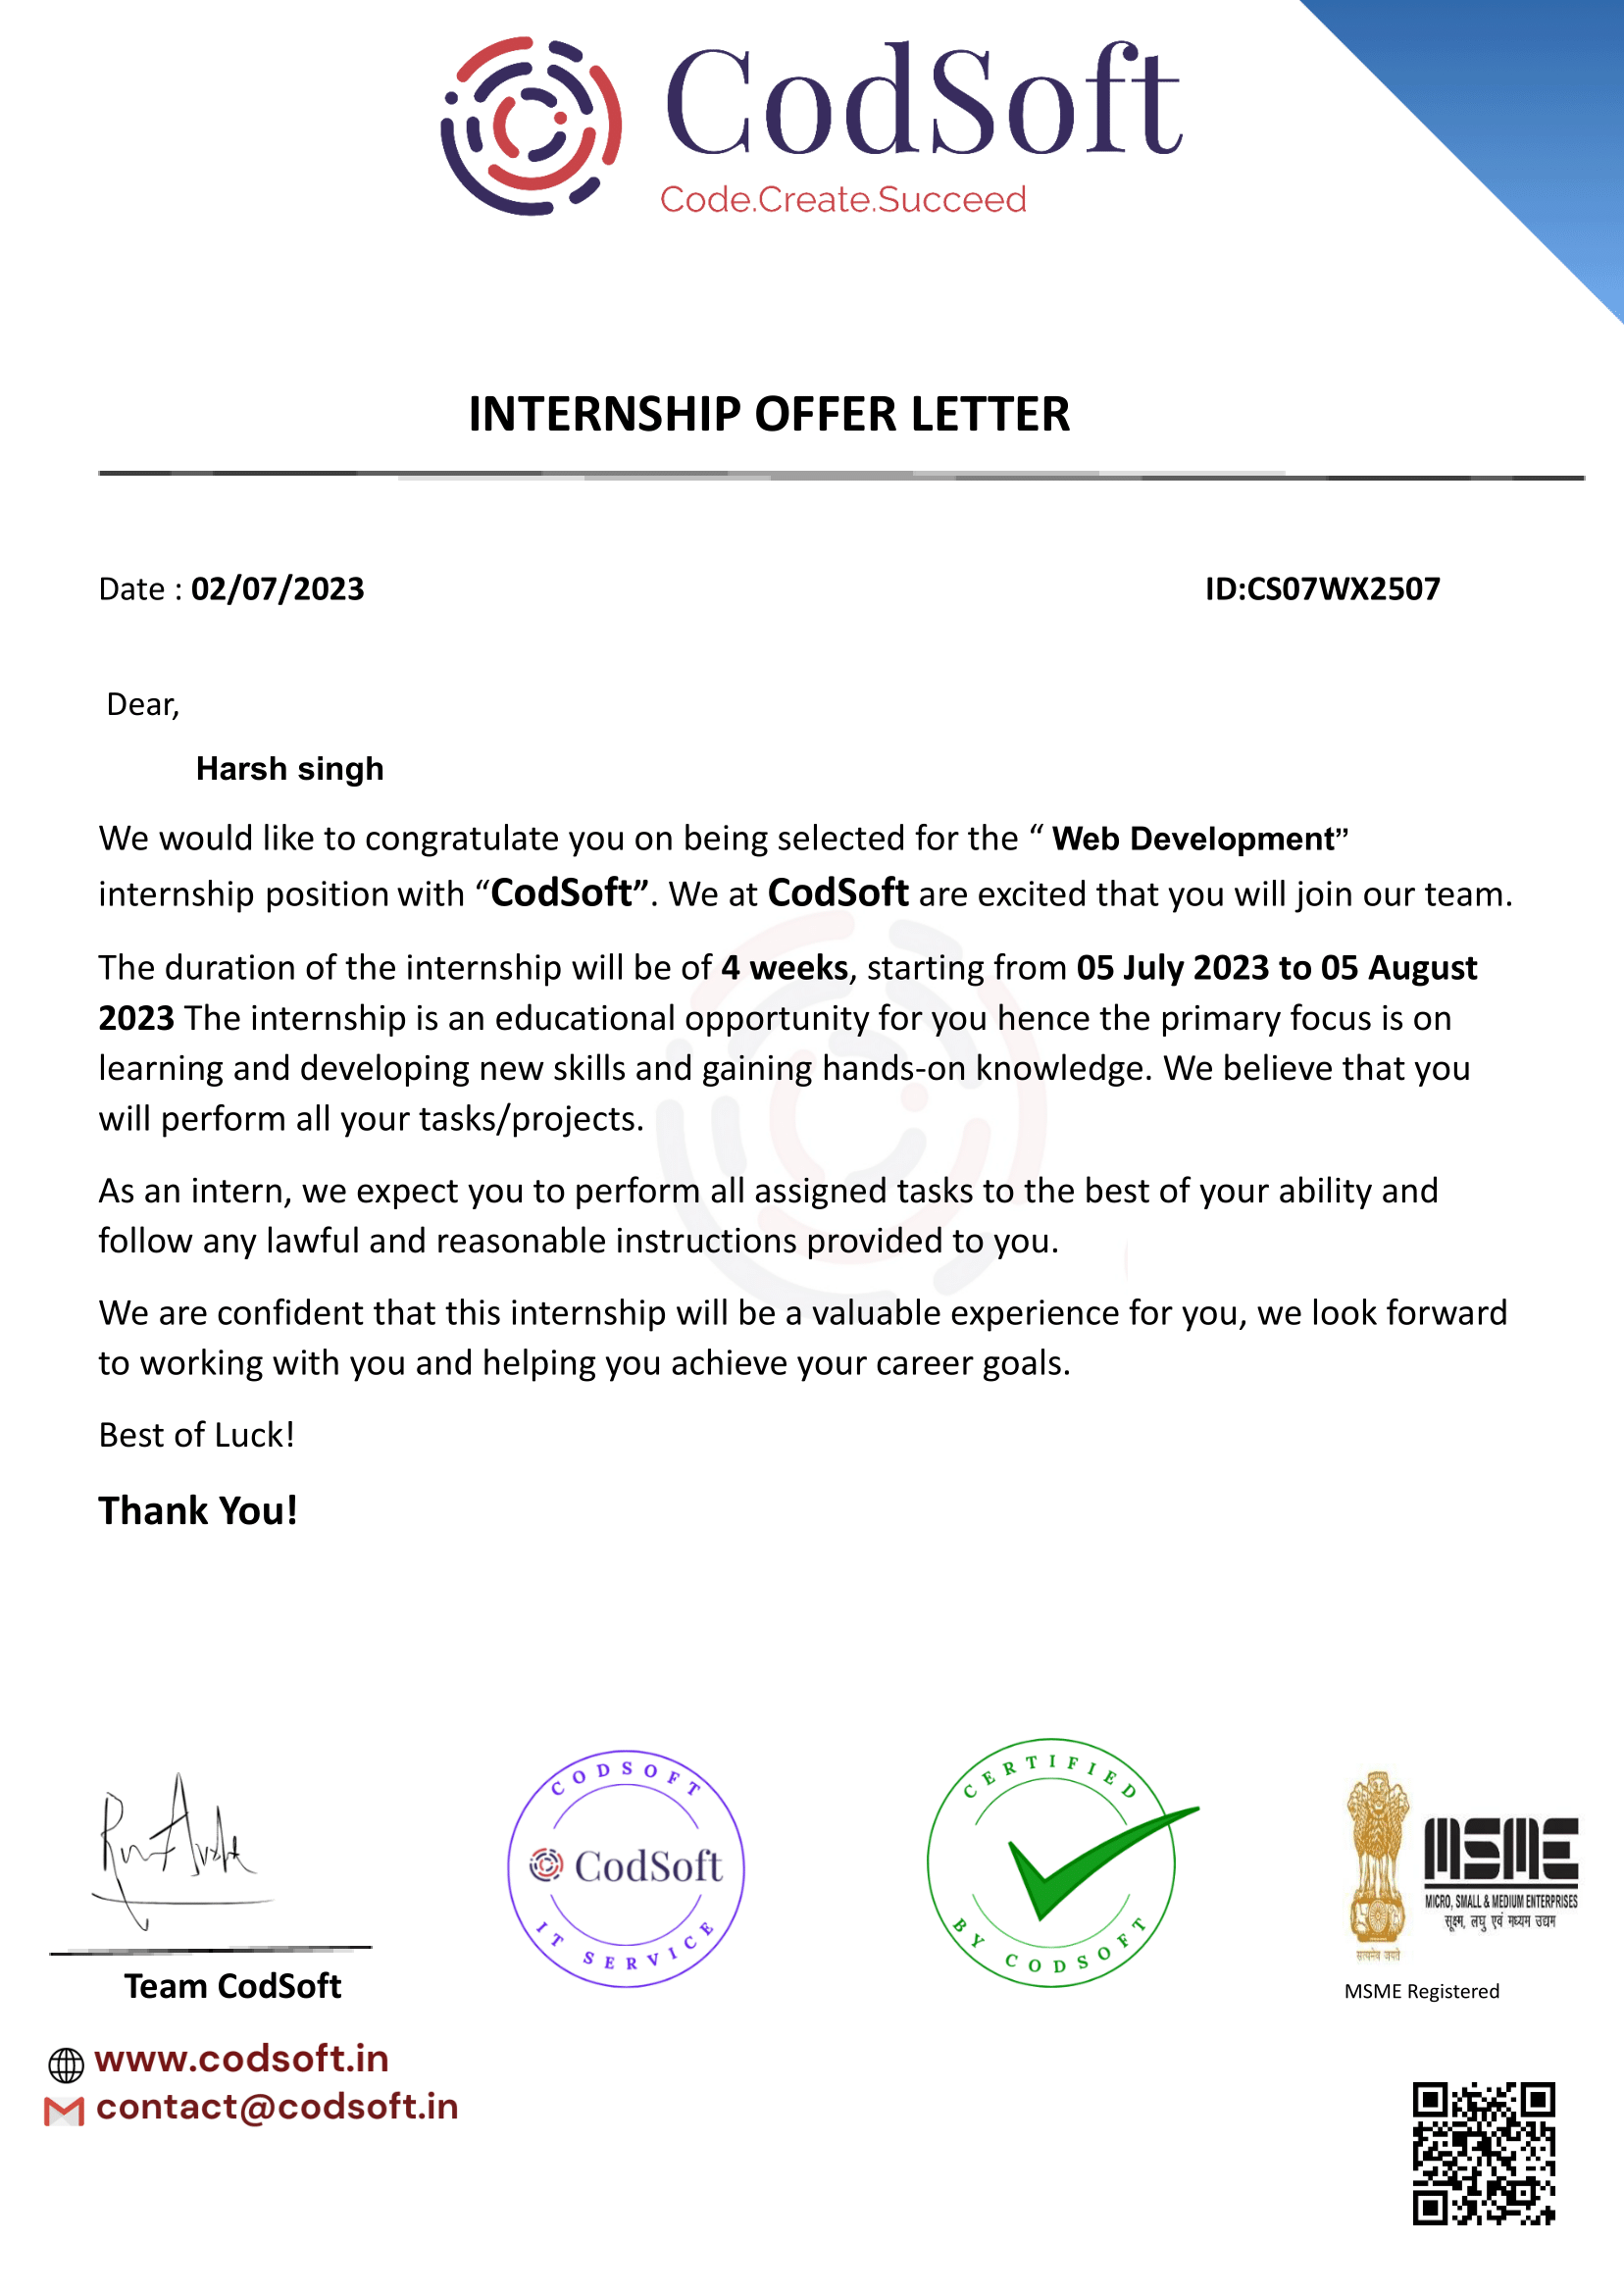 CodSoft
Code.Create.Succeed
INTERNSHIP OFFER LETTER
Date : 02/07/2023 ID:CS07WX2507
Dear,
Harsh singh
We would like to congratulate you on being selected for the “ Web Development”
internship position with “CodSoft”. We at CodSoft are excited that you will join our team.
The duration of the internship will be of 4 weeks, starting from 05 July 2023 to 05 August
2023 The internship is an educational opportunity for you hence the primary focus is on
learning and developing new skills and gaining hands-on knowledge. We believe that you
will perform all your tasks/projects.
As an intern, we expect you to perform all assigned tasks to the best of your ability and
follow any lawful and reasonable instructions provided to you.
We are confident that this internship will be a valuable experience for you, we look forward
to working with you and helping you achieve your career goals.
Best of Luck!
Thank You!
CODSOFT
CodSoft
IT SERVICE
CERTIFIED
BY CODSOFT
MSME
MICRO, SMALL & MEDIUM ENTERPRISES
सूक्ष्म, लघु एवं मध्यम उद्यम
सत्यमेव जयते
MSME Registered
Team CodSoft
www.codsoft.in
contact@codsoft.in